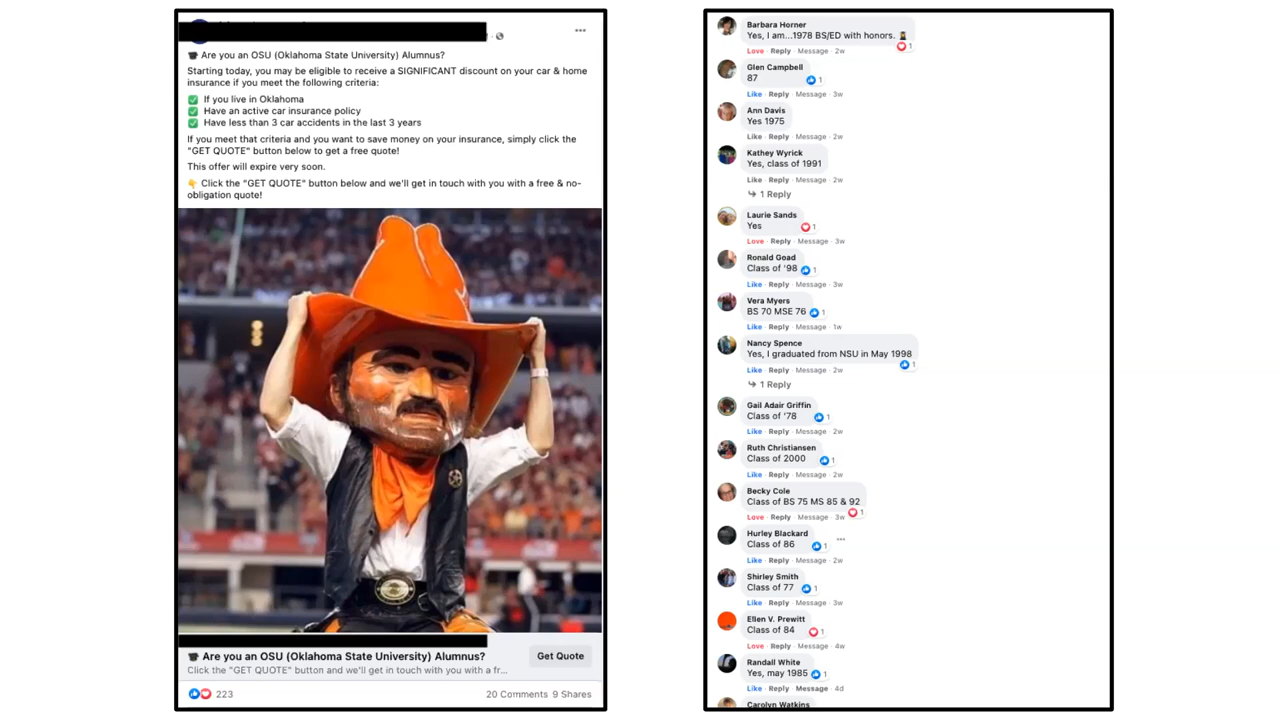 Are you an OSU (Oklahoma State University) Alumnus?
Starting today, you may be eligible to receive a SIGNIFICANT discount on your car & home
insurance if you meet the following criteria:
If you live in Oklahoma
Have an active car insurance policy
Have less than 3 car accidents in the last 3 years
If you meet that criteria and you want to save money on your insurance, simply click the
"GET QUOTE" button below to get a free quote!
This offer will expire very soon.
Click the "GET QUOTE" button below and we'll get in touch with you with a free & no-
obligation quote!
Are you an OSU (Oklahoma State University) Alumnus?
Get Quote
Click the "GET QUOTE" button and we'll get in touch with you with a fr...
223
20 Comments 9 Shares
Barbara Horner
Yes, I am...1978 BS/ED with honors.
1
Love · Reply · Message · 2w
Glen Campbell
87
1
Like · Reply · Message · 3w
Ann Davis
Yes 1975
Like · Reply · Message · 2w
Kathey Wyrick
Yes, class of 1991
Like · Reply · Message · 2w
1 Reply
Laurie Sands
Yes
1
Love · Reply · Message · 3w
Ronald Goad
Class of '98
1
Like · Reply · Message · 3w
Vera Myers
BS 70 MSE 76
1
Like · Reply · Message · 1w
Nancy Spence
Yes, I graduated from NSU in May 1998
1
Like · Reply · Message · 2w
1 Reply
Gail Adair Griffin
Class of '78
1
Like · Reply · Message · 2w
Ruth Christiansen
Class of 2000
1
Like · Reply · Message · 2w
Becky Cole
Class of BS 75 MS 85 & 92
1
Love · Reply · Message · 3w
Hurley Blackard
Class of 86
1
Like · Reply · Message · 2w
Shirley Smith
Class of 77
1
Like · Reply · Message · 3w
Ellen V. Prewitt
Class of 84
1
Love · Reply · Message · 4w
Randall White
Yes, may 1985
1
Like · Reply · Message · 4d
Carolyn Watkins